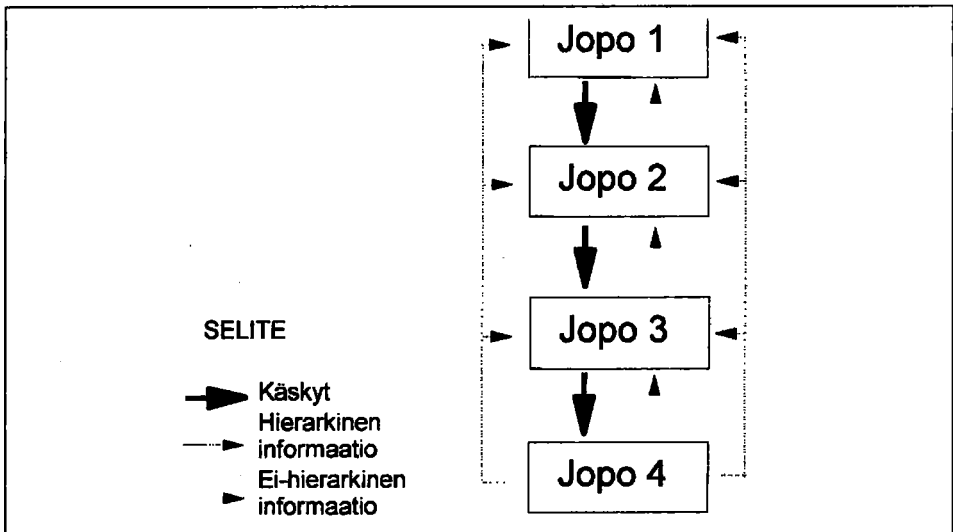 Jopo 1
Jopo 2
Jopo 3
Jopo 4
SELITE
Käskyt
Hierarkinen
informaatio
Ei-hierarkinen
informaatio